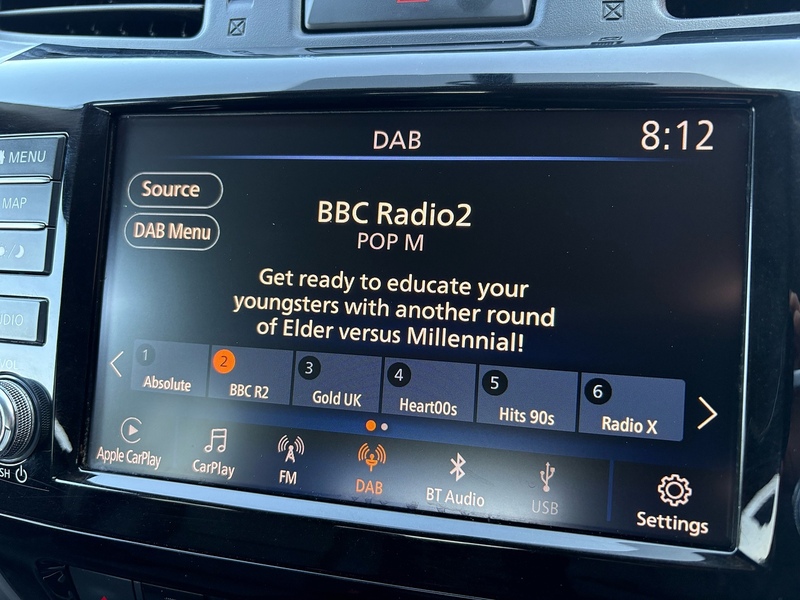 DAB
8:12
MENU
MAP
VOL
Source
DAB Menu
BBC Radio2
POP M
Get ready to educate your
youngsters with another round
of Elder versus Millennial!
1
Absolute
2
BBC R2
3
Gold UK
4
Heart00s
5
Hits 90s
6
Radio X
Apple CarPlay
CarPlay
FM
DAB
BT Audio
USB
Settings